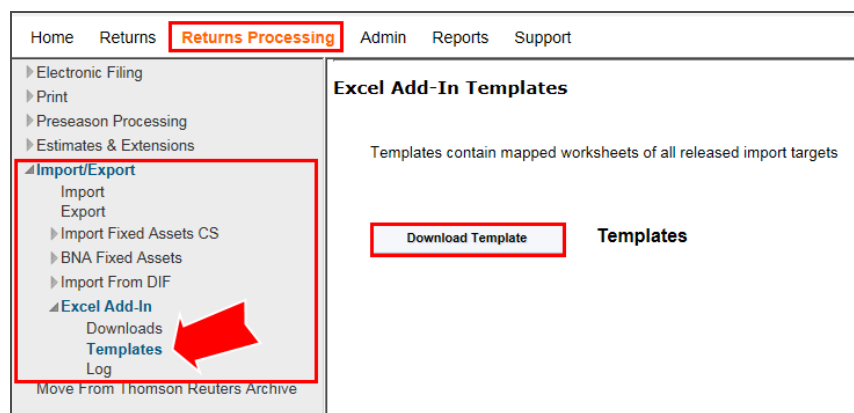 Home Returns Returns Processing Admin Reports Support
Electronic Filing
Print
Preseason Processing
Estimates & Extensions
Import/Export
Import
Export
Import Fixed Assets CS
BNA Fixed Assets
Import From DIF
Excel Add-In
Downloads
Templates
Log
Move From Thomson Reuters Archive
Excel Add-In Templates
Templates contain mapped worksheets of all released import targets
Download Template Templates